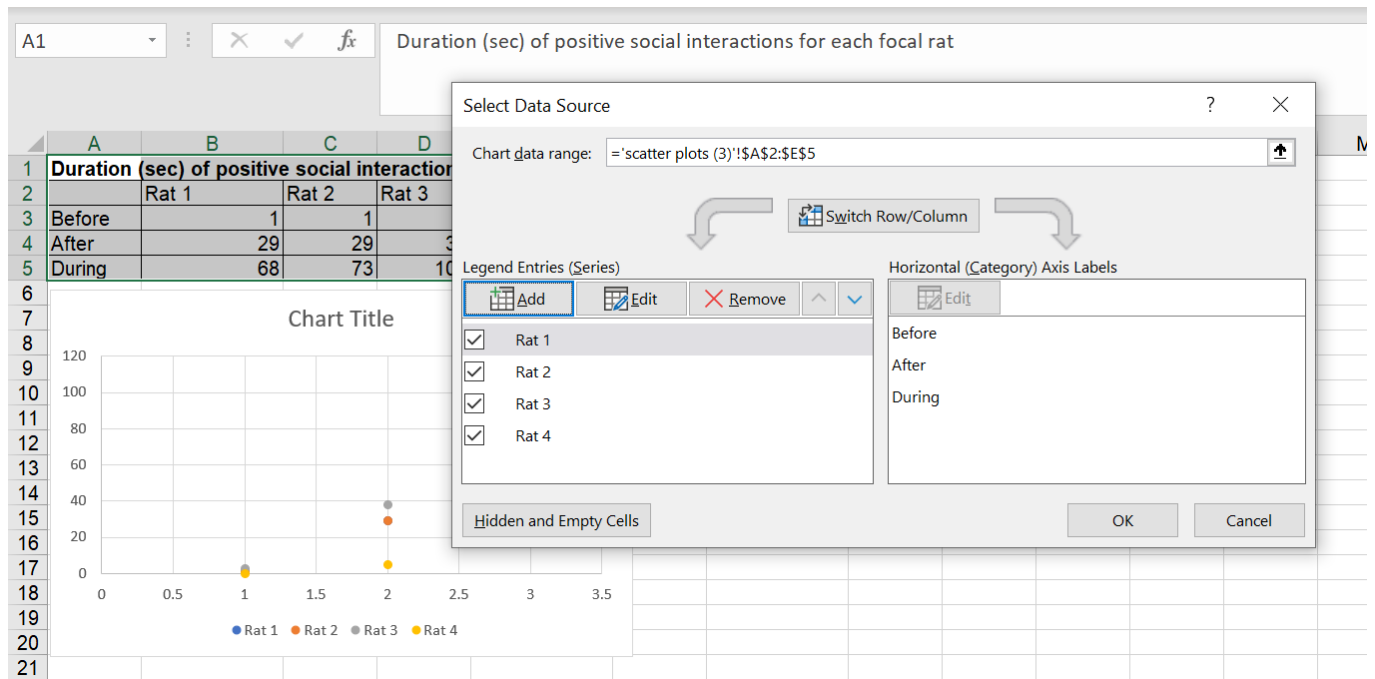 A1 fx Duration (sec) of positive social interactions for each focal rat
Select Data Source ?
Chart data range: ='scatter plots (3)'!$A$2:$E$5
Switch Row/Column
Legend Entries (Series) Horizontal (Category) Axis Labels
Add Edit Remove Edit
Rat 1 Before
Rat 2 After
Rat 3 During
Rat 4
Hidden and Empty Cells OK Cancel
A B C D
1 Duration (sec) of positive social interaction
2 Rat 1 Rat 2 Rat 3
3 Before 1 1
4 After 29 29
5 During 68 73 10
6
7 Chart Title
8
9
10
11
12
13
14
15
16
17
18
19
20
21
120
100
80
60
40
20
0
0 0.5 1 1.5 2 2.5 3 3.5
Rat 1 Rat 2 Rat 3 Rat 4